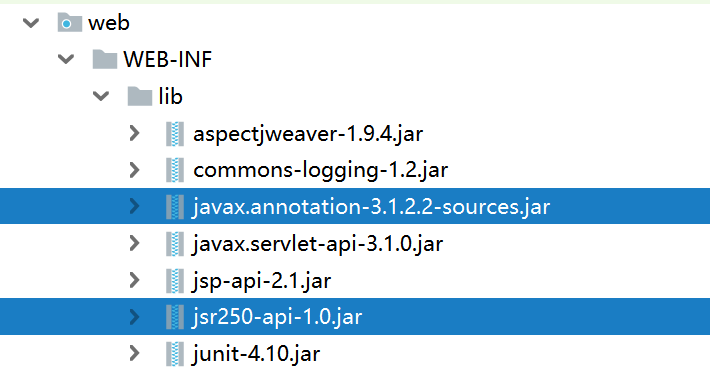 web
WEB-INF
lib
aspectjweaver-1.9.4.jar
commons-logging-1.2.jar
javax.annotation-3.1.2.2-sources.jar
javax.servlet-api-3.1.0.jar
jsp-api-2.1.jar
jsr250-api-1.0.jar
junit-4.10.jar